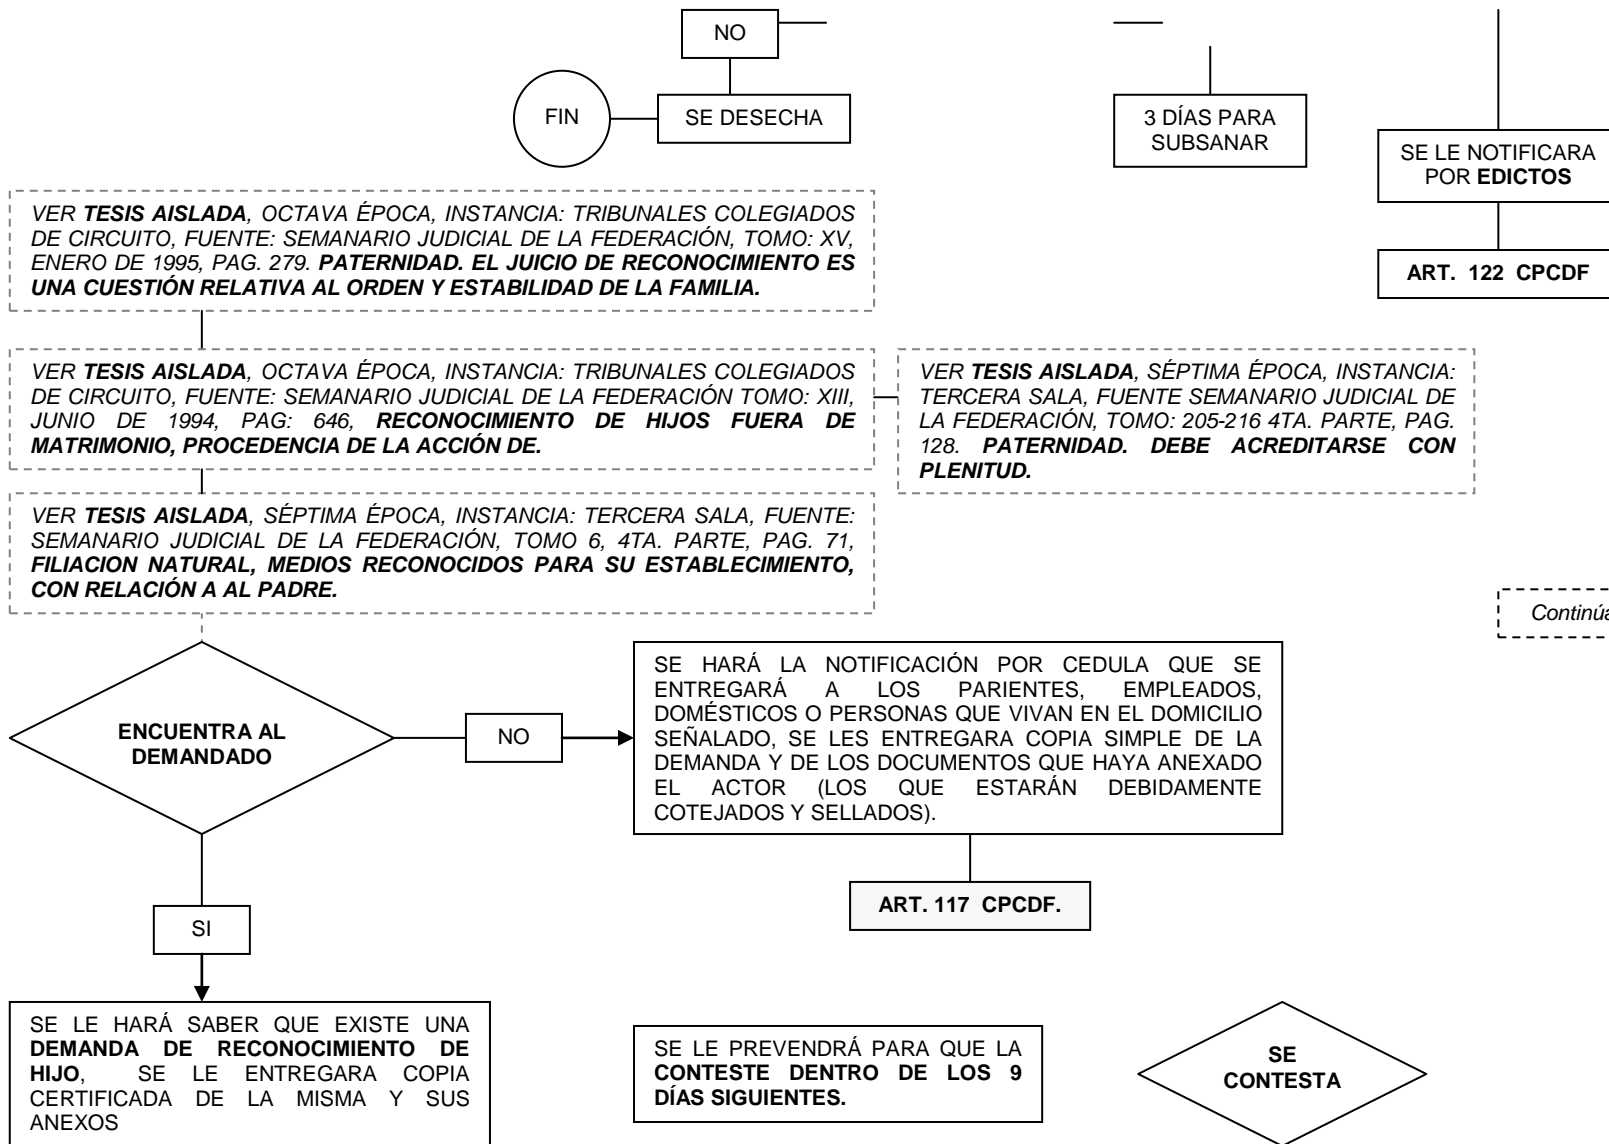 NO
FIN
SE DESECHA
3 DÍAS PARA
SUBSANAR
SE LE NOTIFICARA
POR EDICTOS
ART. 122 CPCDF
VER TESIS AISLADA, OCTAVA ÉPOCA, INSTANCIA: TRIBUNALES COLEGIADOS
DE CIRCUITO, FUENTE: SEMANARIO JUDICIAL DE LA FEDERACIÓN, TOMO: XV,
ENERO DE 1995, PAG. 279. PATERNIDAD. EL JUICIO DE RECONOCIMIENTO ES
UNA CUESTIÓN RELATIVA AL ORDEN Y ESTABILIDAD DE LA FAMILIA.
VER TESIS AISLADA, OCTAVA ÉPOCA, INSTANCIA: TRIBUNALES COLEGIADOS
DE CIRCUITO, FUENTE: SEMANARIO JUDICIAL DE LA FEDERACIÓN TOMO: XIII,
JUNIO DE 1994, PAG: 646, RECONOCIMIENTO DE HIJOS FUERA DE
MATRIMONIO, PROCEDENCIA DE LA ACCIÓN DE.
VER TESIS AISLADA, SÉPTIMA ÉPOCA, INSTANCIA:
TERCERA SALA, FUENTE SEMANARIO JUDICIAL DE
LA FEDERACIÓN, TOMO: 205-216 4TA. PARTE, PAG.
128. PATERNIDAD. DEBE ACREDITARSE CON
PLENITUD.
VER TESIS AISLADA, SÉPTIMA ÉPOCA, INSTANCIA: TERCERA SALA, FUENTE:
SEMANARIO JUDICIAL DE LA FEDERACIÓN, TOMO 6, 4TA. PARTE, PAG. 71,
FILIACION NATURAL, MEDIOS RECONOCIDOS PARA SU ESTABLECIMIENTO,
CON RELACIÓN A AL PADRE.
Continúa
ENCUENTRA AL
DEMANDADO
NO
SE HARÁ LA NOTIFICACIÓN POR CEDULA QUE SE
ENTREGARÁ A LOS PARIENTES, EMPLEADOS,
DOMÉSTICOS O PERSONAS QUE VIVAN EN EL DOMICILIO
SEÑALADO, SE LES ENTREGARA COPIA SIMPLE DE LA
DEMANDA Y DE LOS DOCUMENTOS QUE HAYA ANEXADO
EL ACTOR (LOS QUE ESTARÁN DEBIDAMENTE
COTEJADOS Y SELLADOS).
ART. 117 CPCDF.
SI
SE LE HARÁ SABER QUE EXISTE UNA
DEMANDA DE RECONOCIMIENTO DE
HIJO, SE LE ENTREGARA COPIA
CERTIFICADA DE LA MISMA Y SUS
ANEXOS
SE LE PREVENDRÁ PARA QUE LA
CONTESTE DENTRO DE LOS 9
DÍAS SIGUIENTES.
SE
CONTESTA